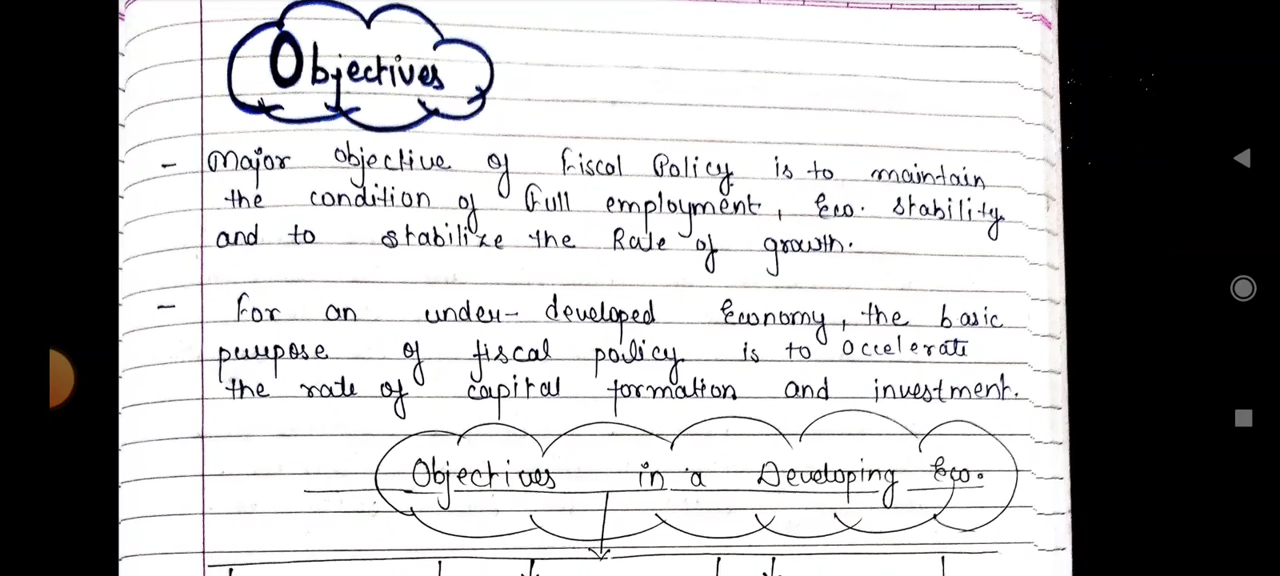 Objectives
- Major objective of Fiscal Policy is to maintain
the condition of Full employment, Eco. stability
and to stabilize the Rate of growth.
- For an under-developed Economy, the basic
purpose of fiscal policy is to accelerate
the rate of capital formation and investment.
Objectives in a Developing Eco.